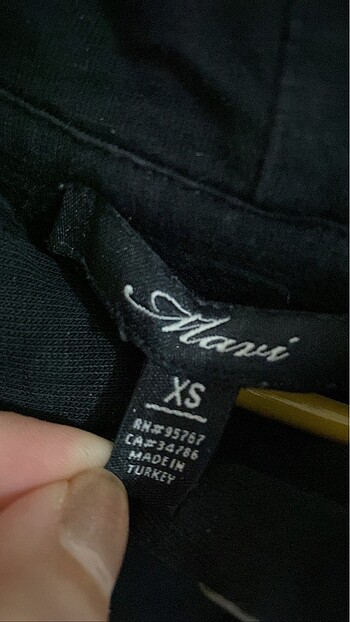 Mavi
XS
RN#95767
CA#34786
MADE IN
TURKEY